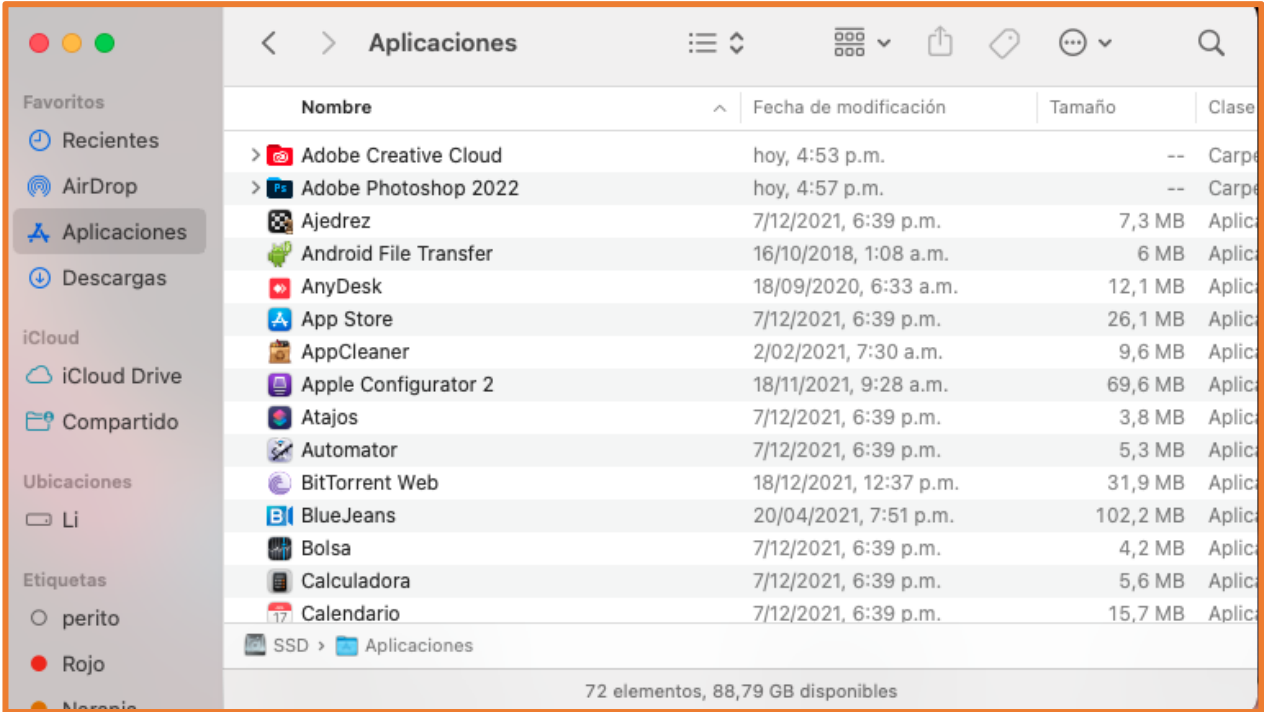 Aplicaciones
Favoritos
Recientes
AirDrop
Aplicaciones
Descargas
iCloud
iCloud Drive
Compartido
Ubicaciones
Li
Etiquetas
perito
Rojo
Nombre Fecha de modificación Tamaño Clase
Adobe Creative Cloud hoy, 4:53 p.m. -- Carpe
Ps Adobe Photoshop 2022 hoy, 4:57 p.m. -- Carpe
Ajedrez 7/12/2021, 6:39 p.m. 7,3 MB Aplica
Android File Transfer 16/10/2018, 1:08 a.m. 6 MB Aplica
AnyDesk 18/09/2020, 6:33 a.m. 12,1 MB Aplica
App Store 7/12/2021, 6:39 p.m. 26,1 MB Aplica
AppCleaner 2/02/2021, 7:30 a.m. 9,6 MB Aplica
Apple Configurator 2 18/11/2021, 9:28 a.m. 69,6 MB Aplica
Atajos 7/12/2021, 6:39 p.m. 3,8 MB Aplica
Automator 7/12/2021, 6:39 p.m. 5,3 MB Aplica
BitTorrent Web 18/12/2021, 12:37 p.m. 31,9 MB Aplica
B BlueJeans 20/04/2021, 7:51 p.m. 102,2 MB Aplica
Bolsa 7/12/2021, 6:39 p.m. 4,2 MB Aplica
Calculadora 7/12/2021, 6:39 p.m. 5,6 MB Aplica
17 Calendario 7/12/2021, 6:39 p.m. 15,7 MB Aplica
SSD › Aplicaciones
72 elementos, 88,79 GB disponibles